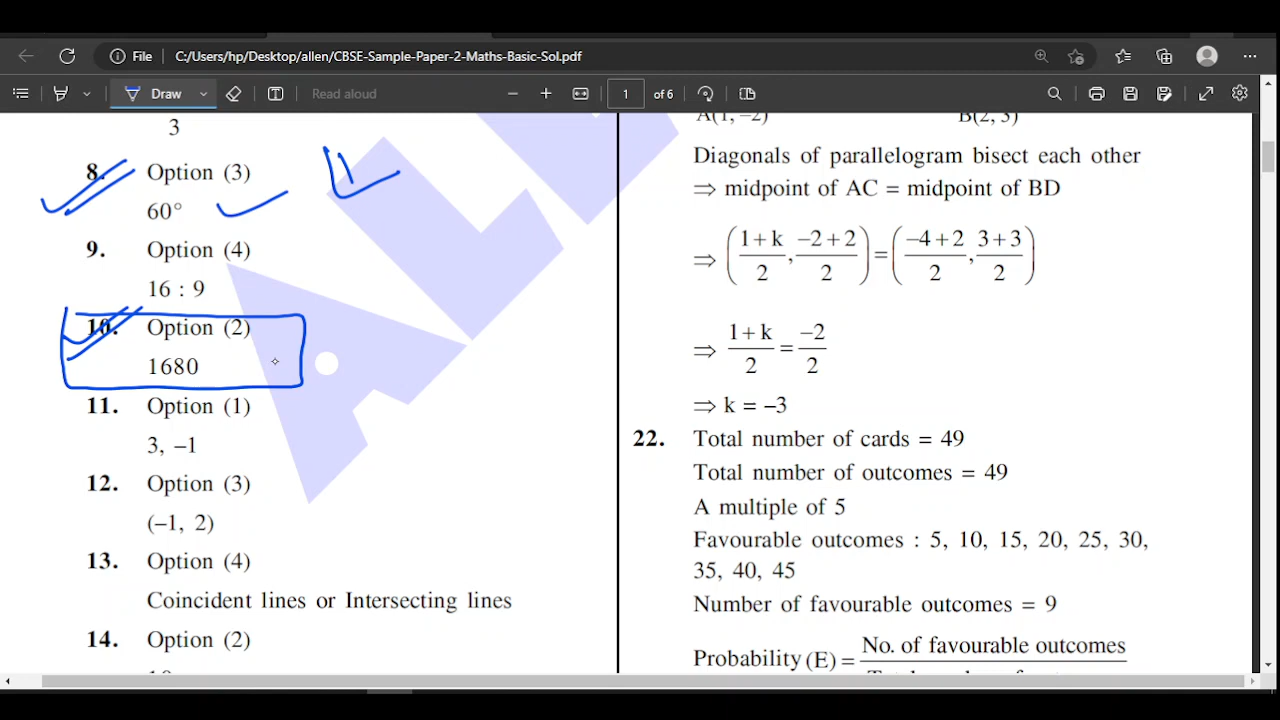 File
C:/Users/hp/Desktop/allen/CBSE-Sample-Paper-2-Maths-Basic-Sol.pdf
Draw
Read aloud
1 of 6
3
8. Option (3)
60°
9. Option (4)
16 : 9
10. Option (2)
1680
11. Option (1)
3, –1
12. Option (3)
(–1, 2)
13. Option (4)
Coincident lines or Intersecting lines
14. Option (2)
A(1, –2) B(2, 3)
Diagonals of parallelogram bisect each other
⇒ midpoint of AC = midpoint of BD
⇒ ((1+k)/2, (–2+2)/2) = ((–4+2)/2, (3+3)/2)
⇒ (1+k)/2 = –2/2
⇒ k = –3
22. Total number of cards = 49
Total number of outcomes = 49
A multiple of 5
Favourable outcomes : 5, 10, 15, 20, 25, 30,
35, 40, 45
Number of favourable outcomes = 9
Probability (E) = No. of favourable outcomes